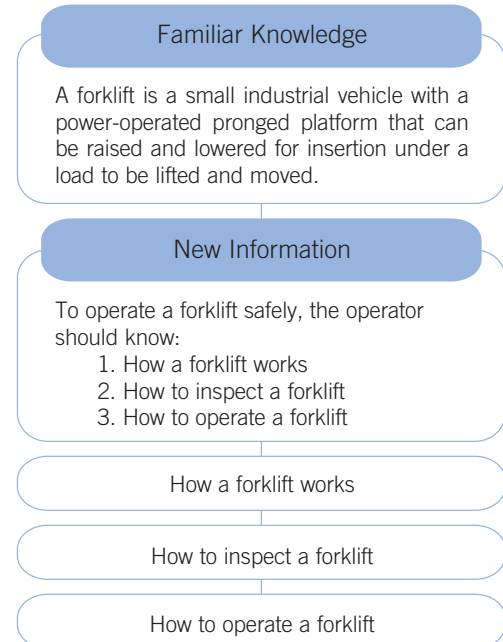 Familiar Knowledge
A forklift is a small industrial vehicle with a
power-operated pronged platform that can
be raised and lowered for insertion under a
load to be lifted and moved.
New Information
To operate a forklift safely, the operator
should know:
1. How a forklift works
2. How to inspect a forklift
3. How to operate a forklift
How a forklift works
How to inspect a forklift
How to operate a forklift